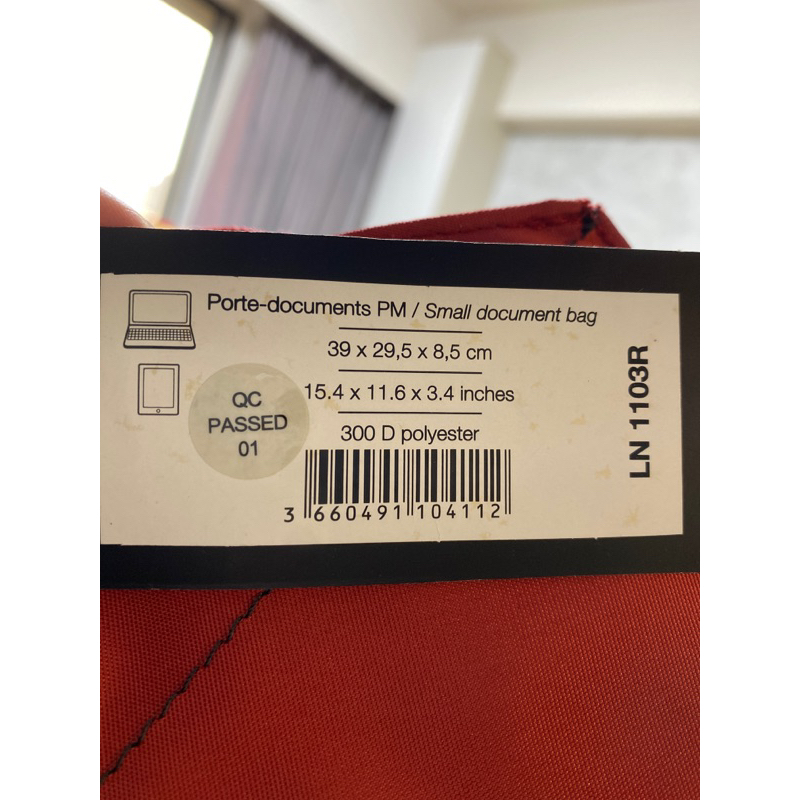 Porte-documents PM / Small document bag
39 x 29,5 x 8,5 cm
15.4 x 11.6 x 3.4 inches
300 D polyester
3 660491 104112
QC
PASSED
01
LN 1103R